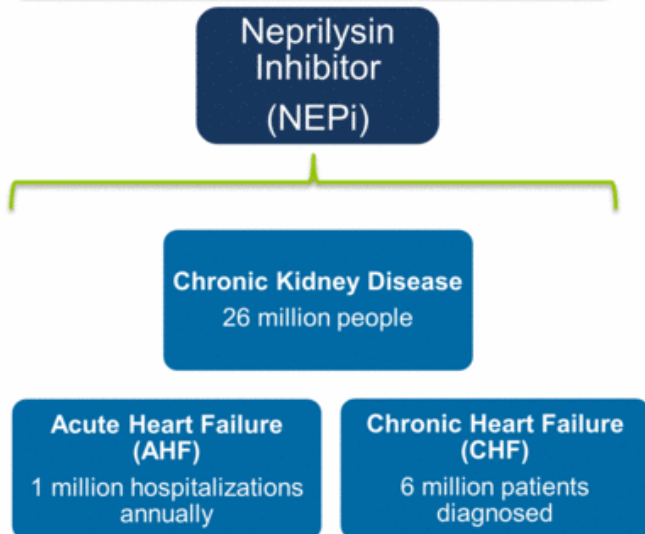 Neprilysin
Inhibitor
(NEPi)
Chronic Kidney Disease
26 million people
Acute Heart Failure
(AHF)
1 million hospitalizations
annually
Chronic Heart Failure
(CHF)
6 million patients
diagnosed